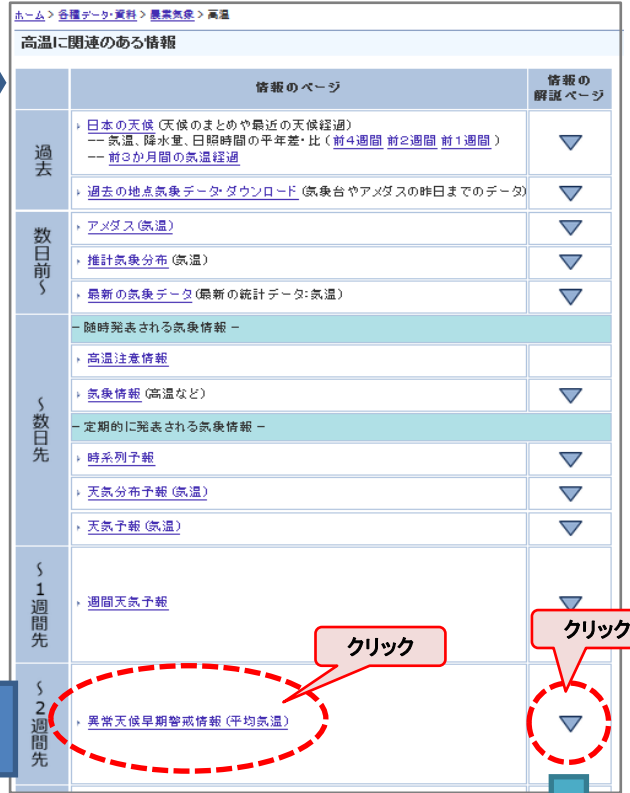 ホーム > 各種データ・資料 > 農業気象 > 高温
高温に関連のある情報
情報のページ
情報の
解説ページ
過去
日本の天候 (天候のまとめや最近の天候経過)
-- 気温、降水量、日照時間の平年差・比 ( 前4週間 前2週間 前1週間 )
-- 前3か月間の気温経過
過去の地点気象データ・ダウンロード (気象台やアメダスの昨日までのデータ)
数日前~
アメダス(気温)
推計気象分布 (気温)
最新の気象データ (最新の統計データ:気温)
~数日先
- 随時発表される気象情報 -
高温注意情報
気象情報 (高温など)
- 定期的に発表される気象情報 -
時系列予報
天気分布予報(気温)
天気予報(気温)
~1週間先
週間天気予報
クリック
クリック
~2週間先
異常天候早期警戒情報(平均気温)